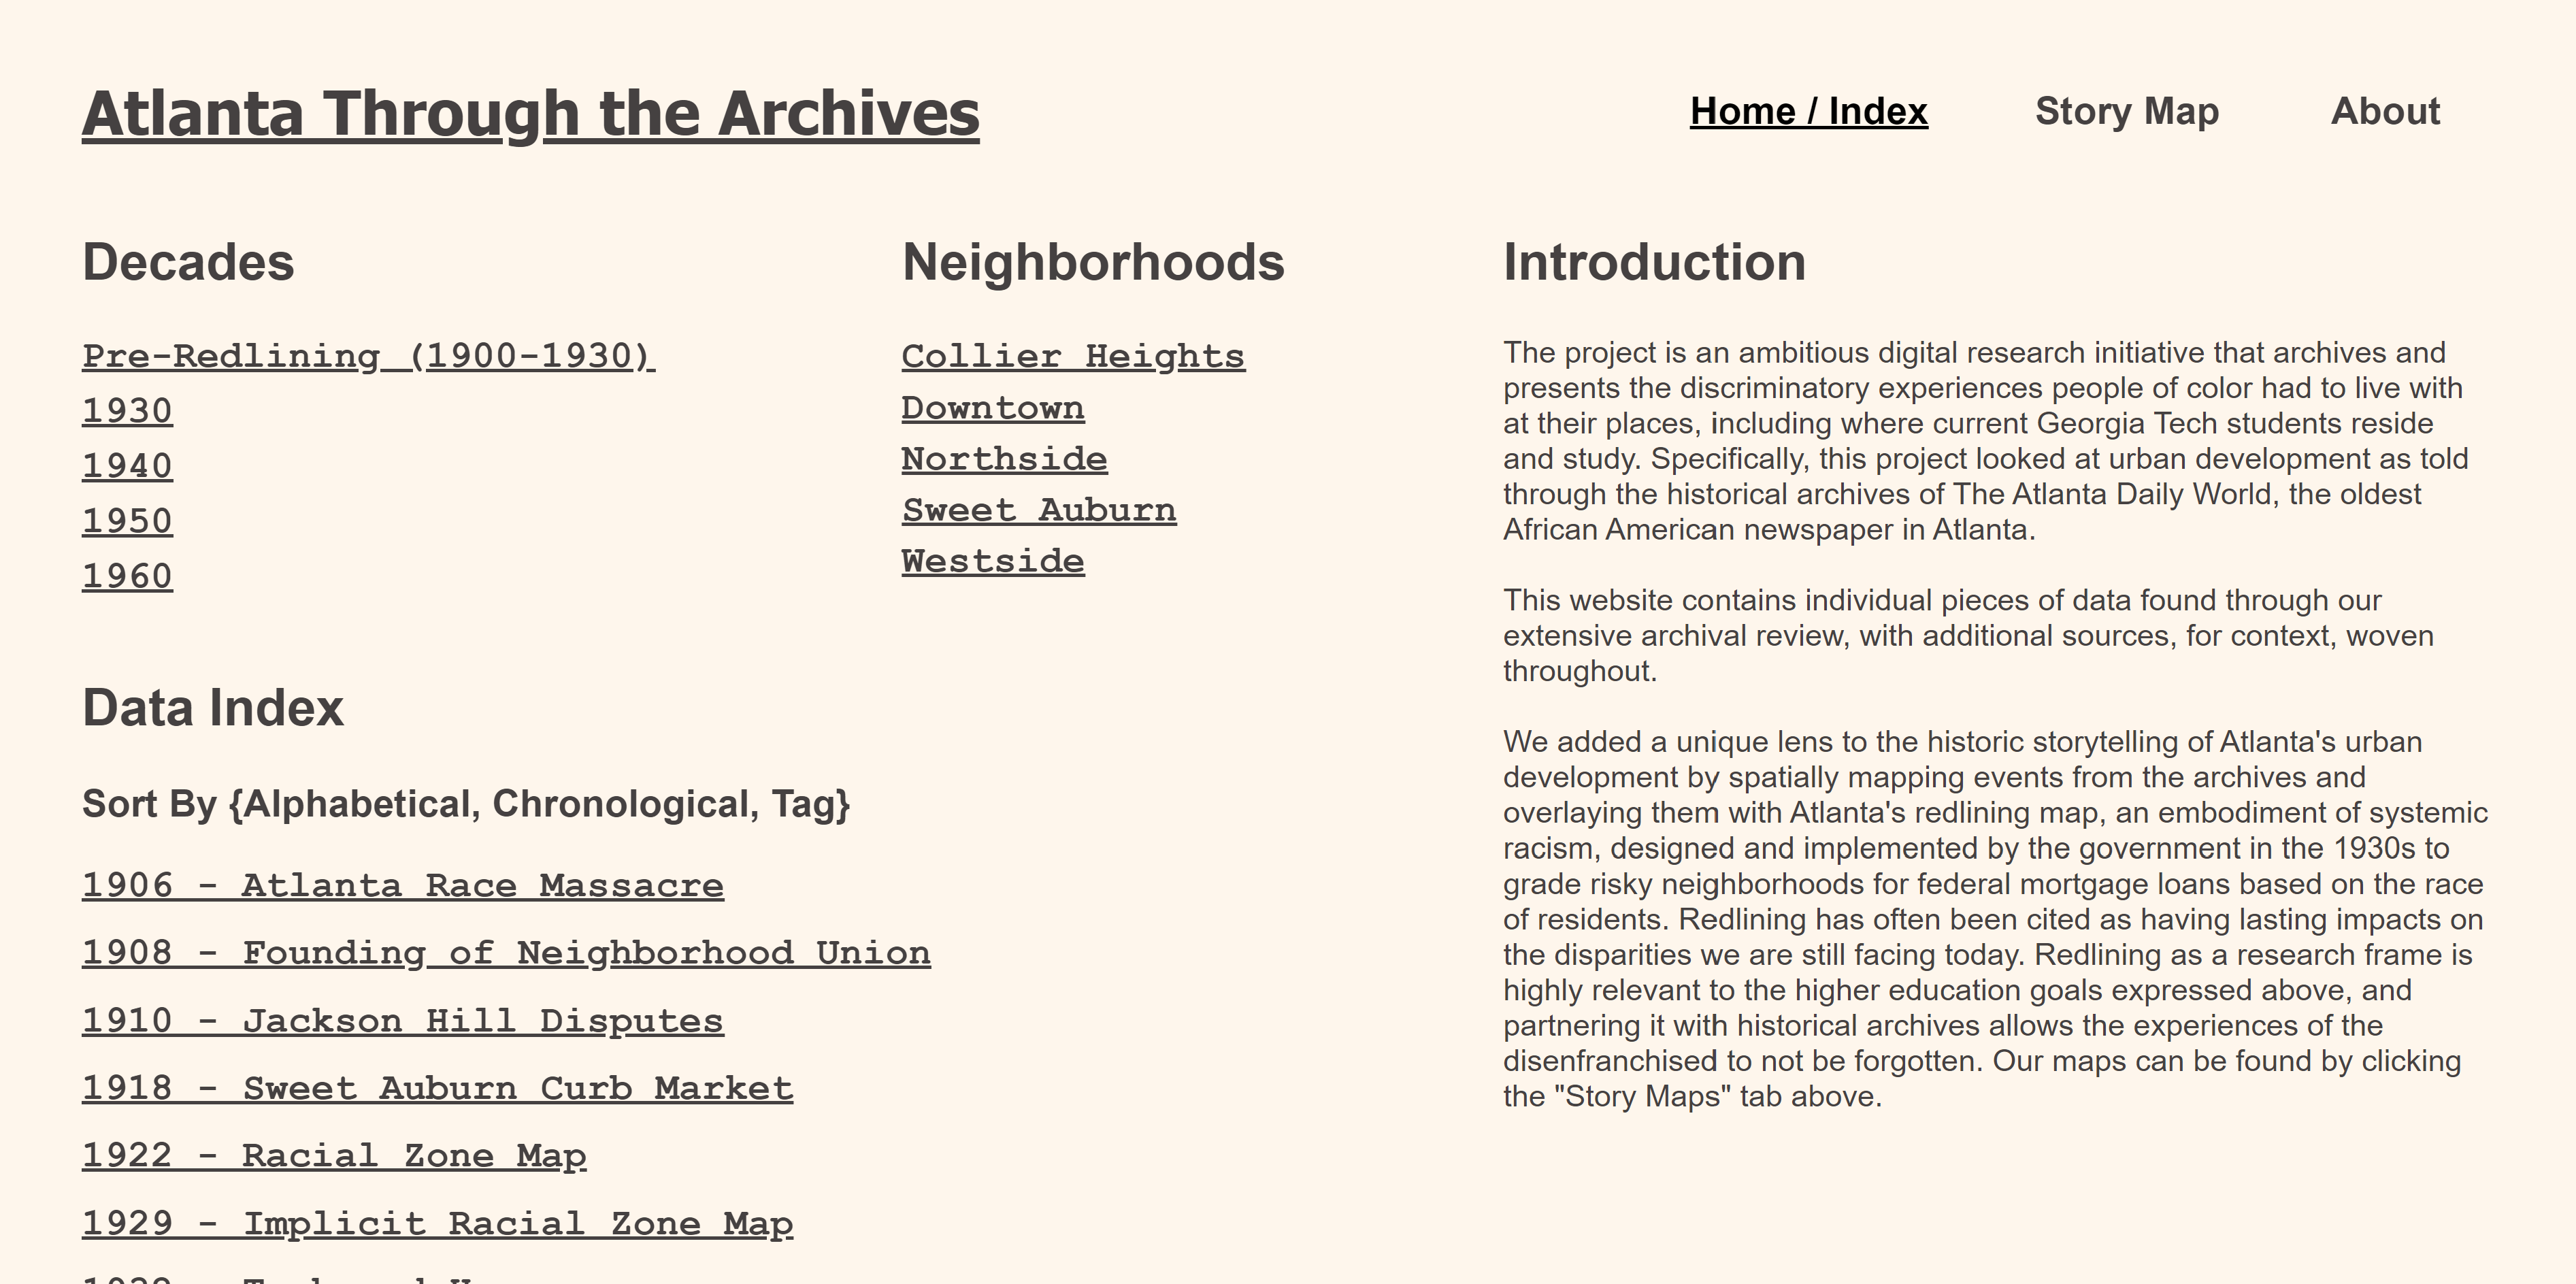 Atlanta Through the Archives
Home / Index
Story Map
About
Decades
Pre-Redlining (1900-1930)
1930
1940
1950
1960
Neighborhoods
Collier Heights
Downtown
Northside
Sweet Auburn
Westside
Data Index
Sort By {Alphabetical, Chronological, Tag}
1906 - Atlanta Race Massacre
1908 - Founding of Neighborhood Union
1910 - Jackson Hill Disputes
1918 - Sweet Auburn Curb Market
1922 - Racial Zone Map
1929 - Implicit Racial Zone Map
Introduction
The project is an ambitious digital research initiative that archives and
presents the discriminatory experiences people of color had to live with
at their places, including where current Georgia Tech students reside
and study. Specifically, this project looked at urban development as told
through the historical archives of The Atlanta Daily World, the oldest
African American newspaper in Atlanta.
This website contains individual pieces of data found through our
extensive archival review, with additional sources, for context, woven
throughout.
We added a unique lens to the historic storytelling of Atlanta's urban
development by spatially mapping events from the archives and
overlaying them with Atlanta's redlining map, an embodiment of systemic
racism, designed and implemented by the government in the 1930s to
grade risky neighborhoods for federal mortgage loans based on the race
of residents. Redlining has often been cited as having lasting impacts on
the disparities we are still facing today. Redlining as a research frame is
highly relevant to the higher education goals expressed above, and
partnering it with historical archives allows the experiences of the
disenfranchised to not be forgotten. Our maps can be found by clicking
the "Story Maps" tab above.